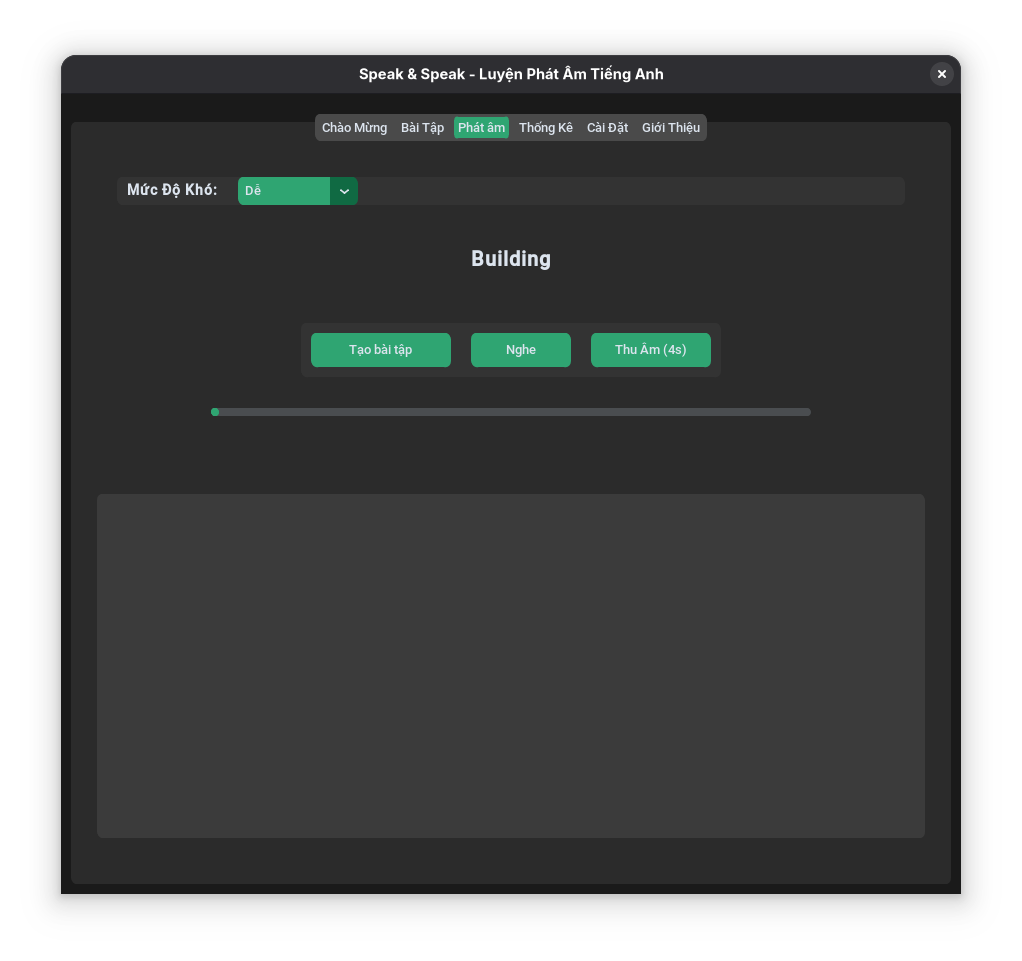 Speak & Speak - Luyện Phát Âm Tiếng Anh
Chào Mừng Bài Tập Phát âm Thống Kê Cài Đặt Giới Thiệu
Mức Độ Khó: Dễ
Building
Tạo bài tập Nghe Thu Âm (4s)